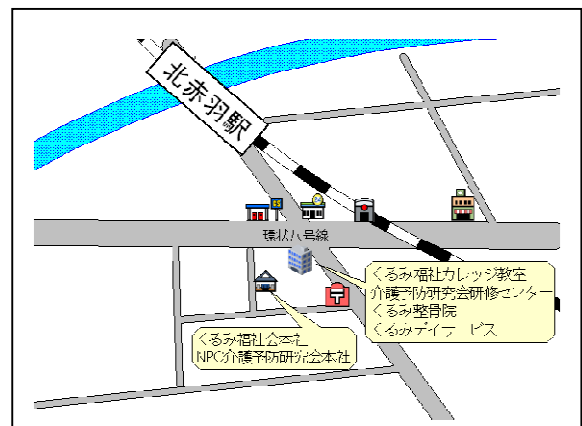 北赤羽駅
環状八号線
くるみ福祉カレッジ教室
介護予防研究会研修センター
くるみ整骨院
くるみデイサービス
くるみ福祉会本社
NPO介護予防研究会本社
〒